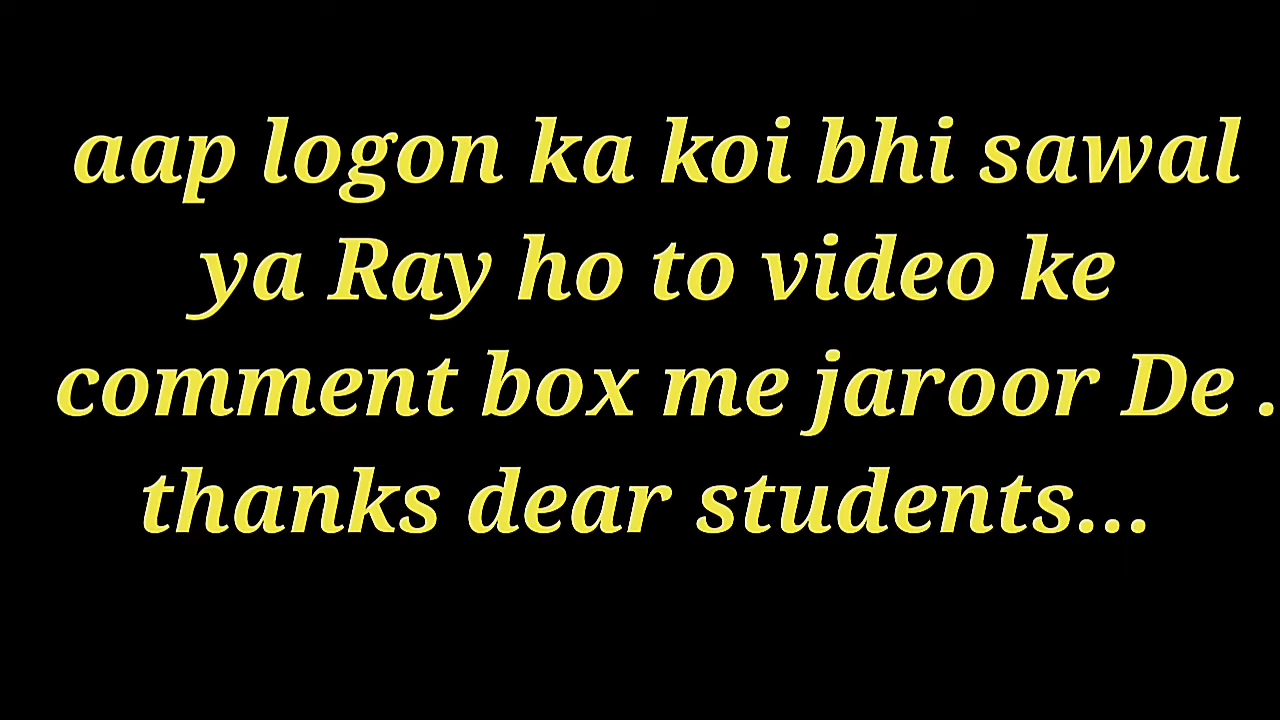 aap logon ka koi bhi sawal
ya Ray ho to video ke
comment box me jaroor De .
thanks dear students...